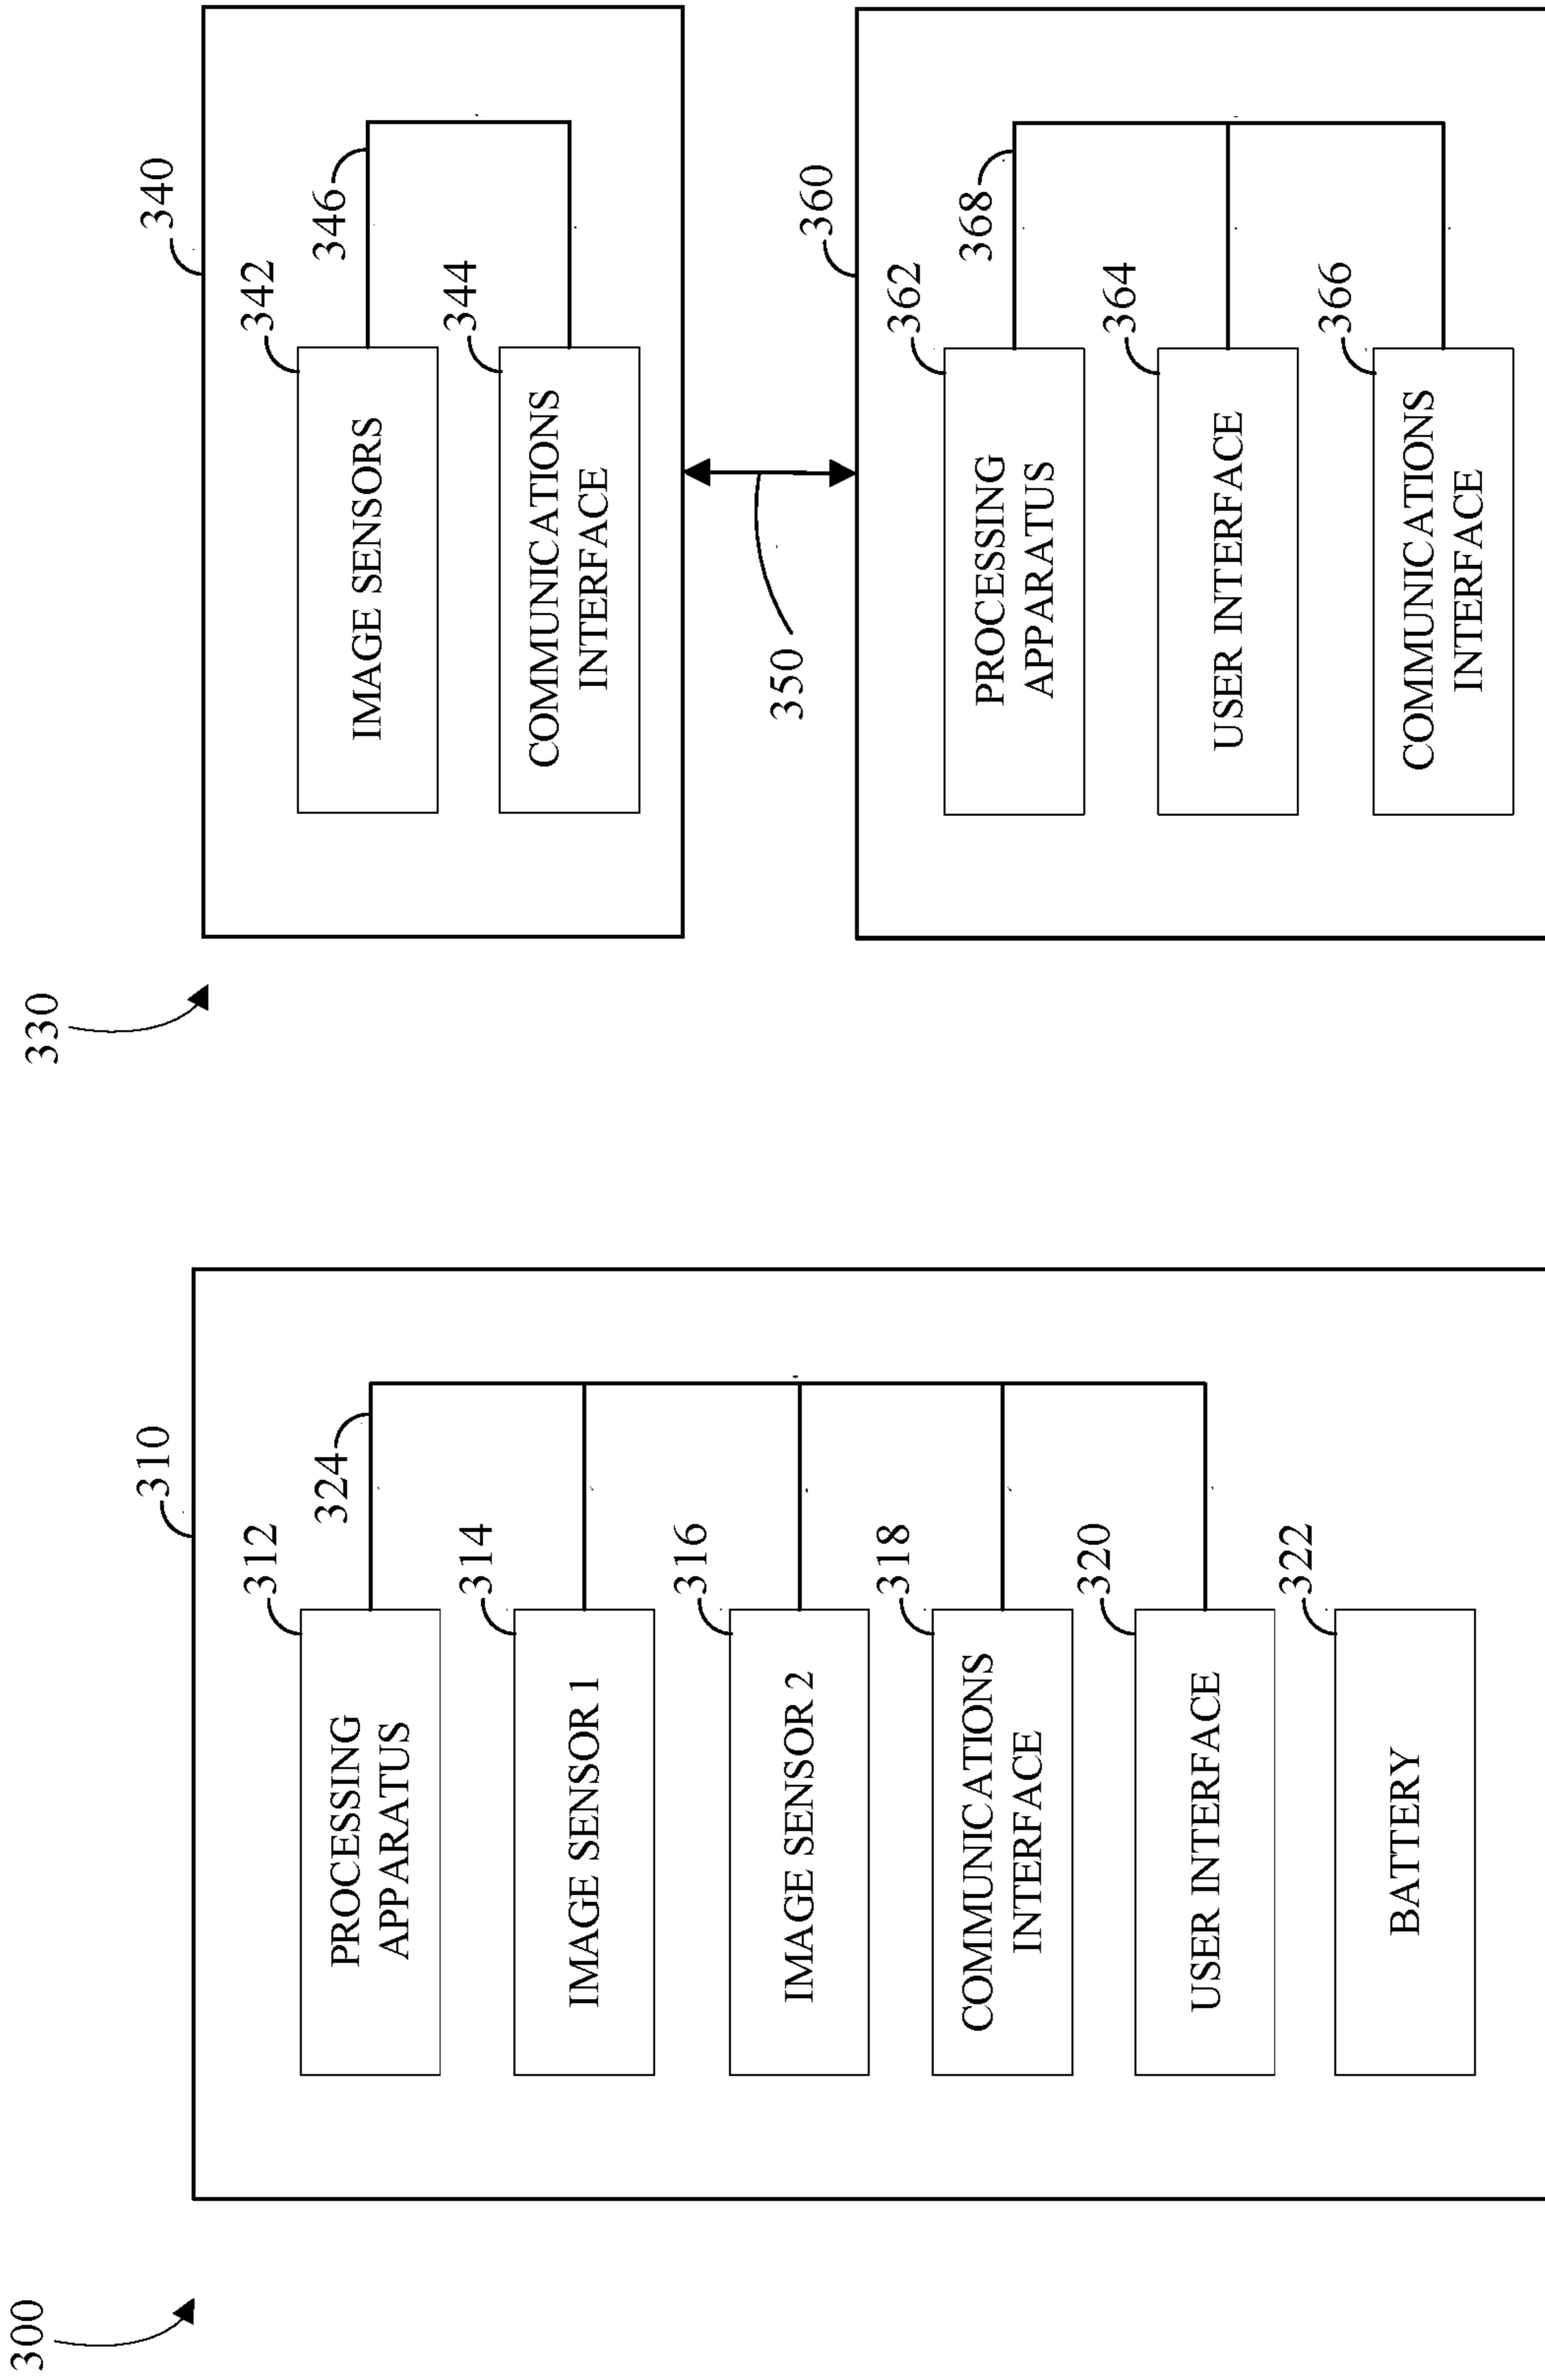 300
310
312
PROCESSING
APPARATUS
324
314
IMAGE SENSOR 1
316
IMAGE SENSOR 2
318
COMMUNICATIONS
INTERFACE
320
USER INTERFACE
322
BATTERY
330
340
342
IMAGE SENSORS
346
344
COMMUNICATIONS
INTERFACE
350
360
362
PROCESSING
APPARATUS
368
364
USER INTERFACE
366
COMMUNICATIONS
INTERFACE